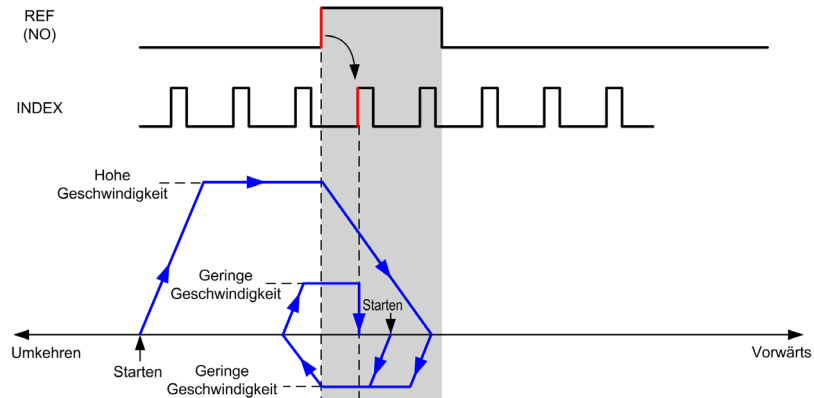 REF
(NO)
INDEX
Hohe
Geschwindigkeit
Geringe
Geschwindigkeit
Starten
Umkehren
Starten
Vorwärts
Geringe
Geschwindigkeit